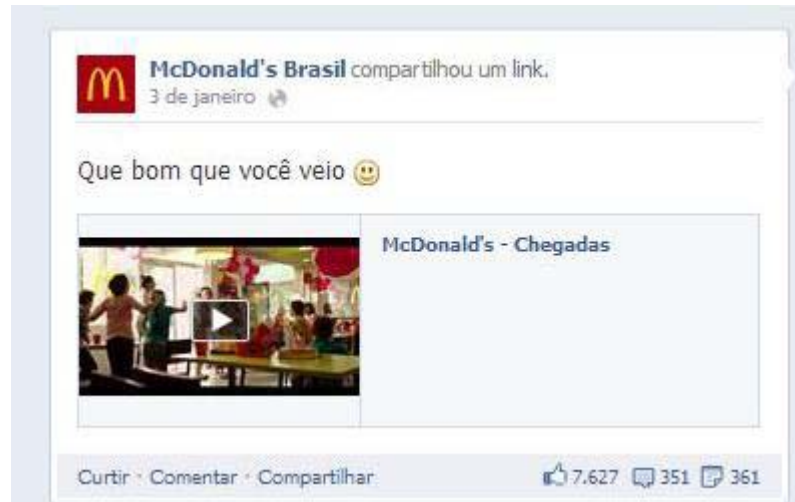 McDonald's Brasil compartilhou um link.
3 de janeiro
Que bom que você veio
McDonald's - Chegadas
Curtir · Comentar · Compartilhar 7.627 351 361